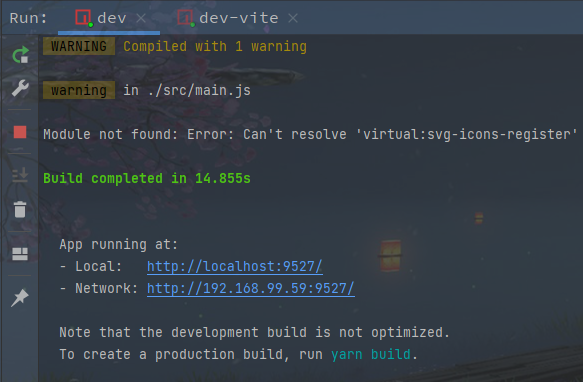 Run: dev dev-vite
WARNING Compiled with 1 warning
warning in ./src/main.js
Module not found: Error: Can't resolve 'virtual:svg-icons-register'
Build completed in 14.855s
App running at:
- Local: http://localhost:9527/
- Network: http://192.168.99.59:9527/
Note that the development build is not optimized.
To create a production build, run yarn build.